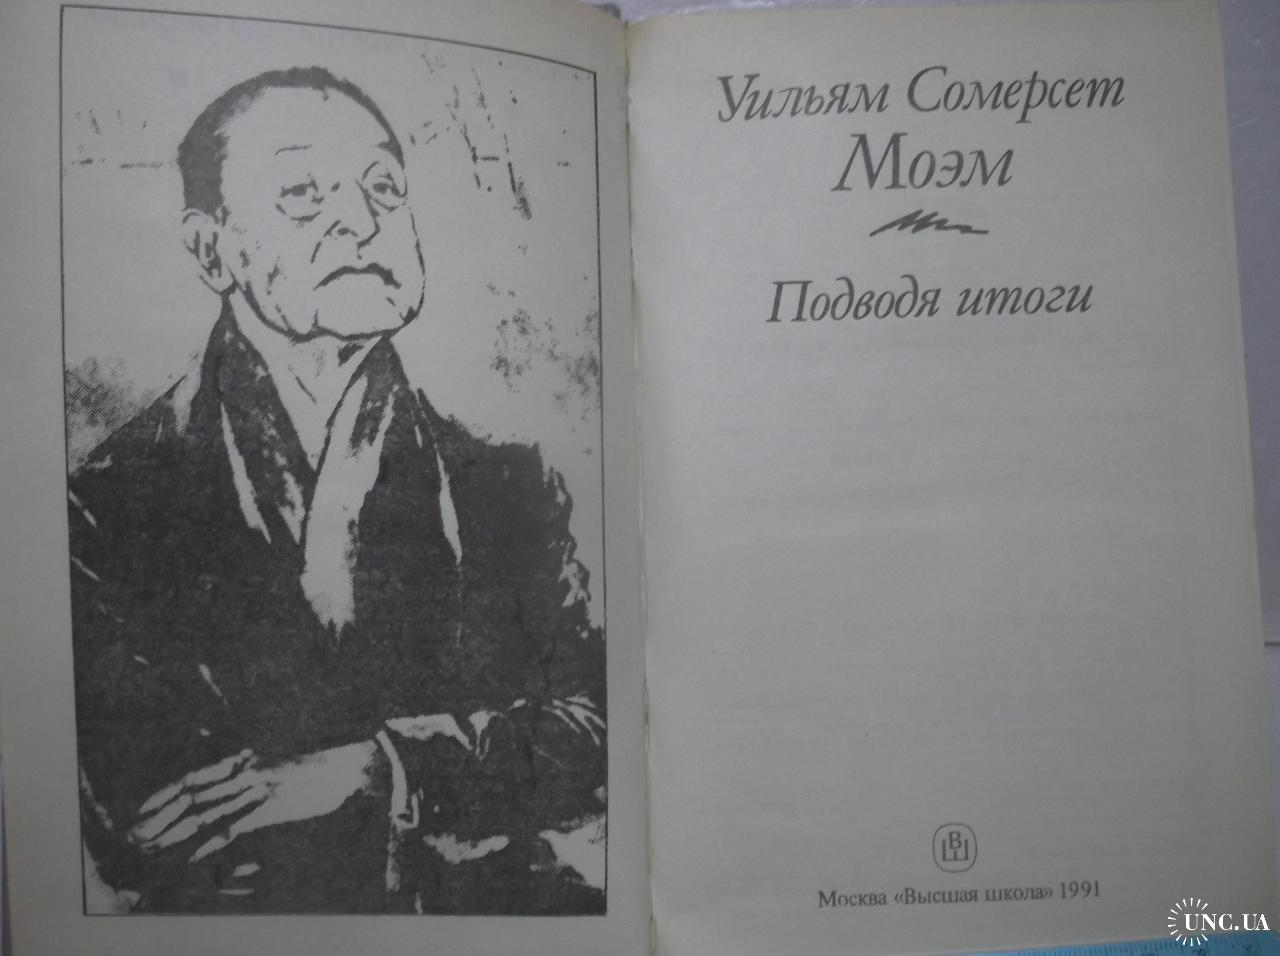 Уильям Сомерсет
Моэм
Подводя итоги
ВШ
Москва «Высшая школа» 1991
UNC.UA